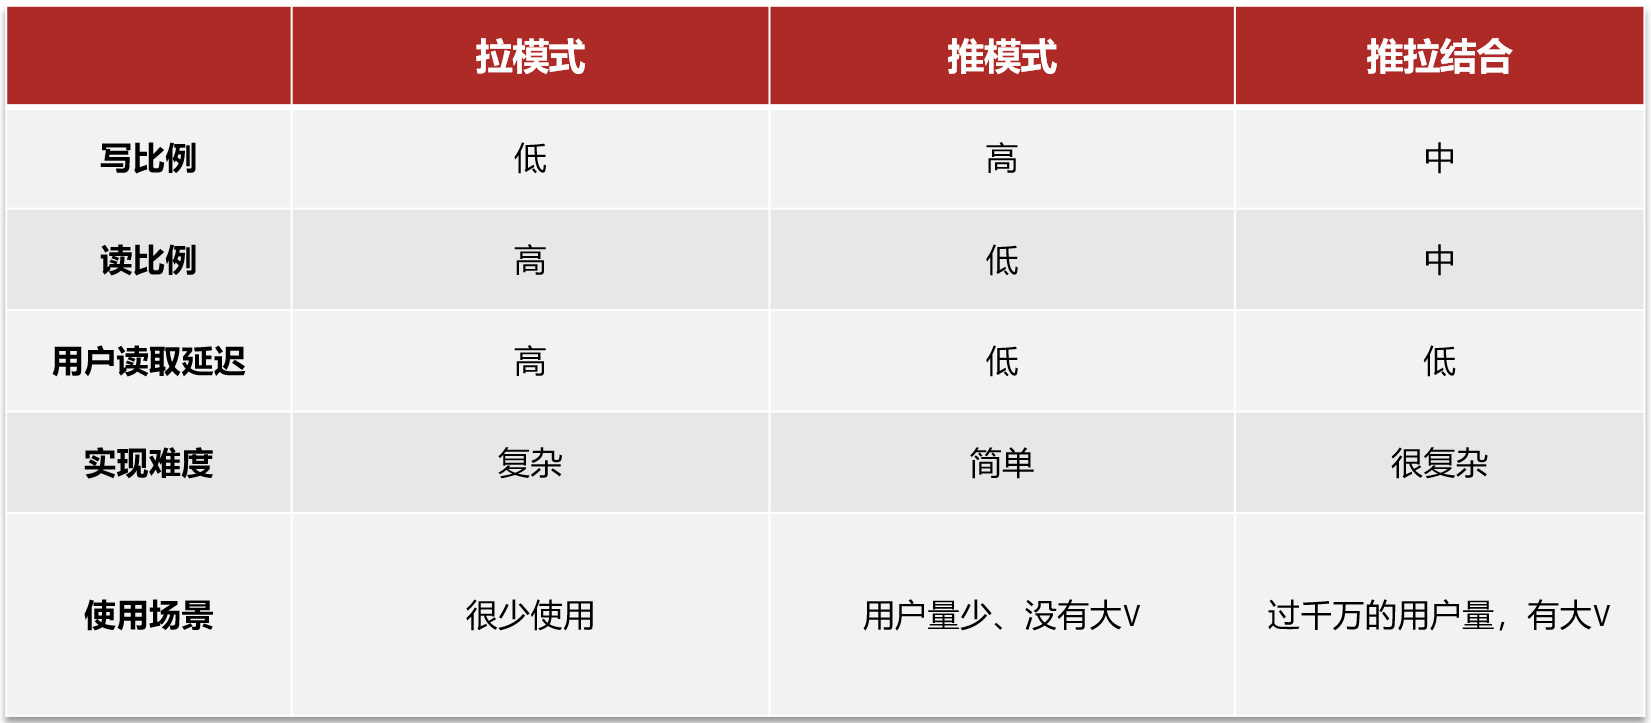 拉模式 推模式 推拉结合
写比例 低 高 中
读比例 高 低 中
用户读取延迟 高 低 低
实现难度 复杂 简单 很复杂
使用场景 很少使用 用户量少、没有大V 过千万的用户量，有大V